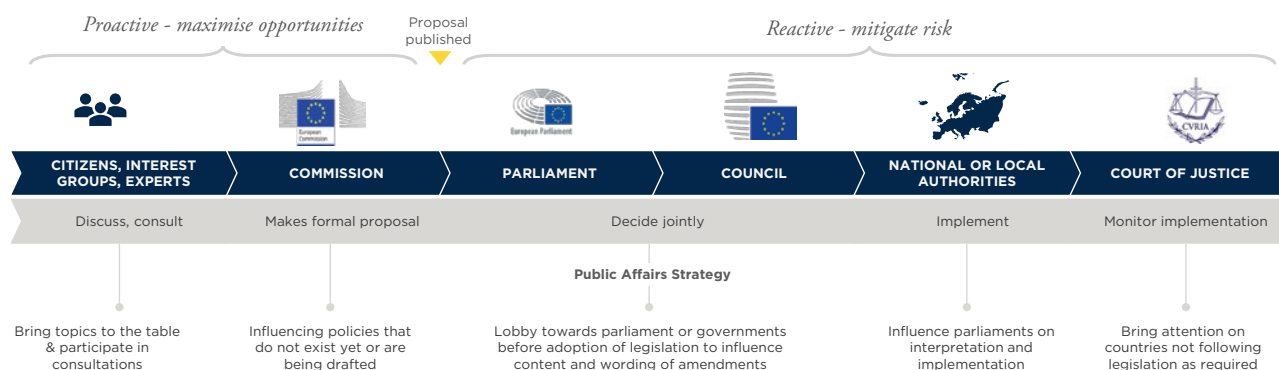 Proactive - maximise opportunities
Proposal
published
Reactive - mitigate risk
European
Commission
European Parliament
CVRIA
CITIZENS, INTEREST
GROUPS, EXPERTS
COMMISSION
PARLIAMENT
COUNCIL
NATIONAL OR LOCAL
AUTHORITIES
COURT OF JUSTICE
Discuss, consult
Makes formal proposal
Decide jointly
Implement
Monitor implementation
Public Affairs Strategy
Bring topics to the table
& participate in
consultations
Influencing policies that
do not exist yet or are
being drafted
Lobby towards parliament or governments
before adoption of legislation to influence
content and wording of amendments
Influence parliaments on
interpretation and
implementation
Bring attention on
countries not following
legislation as required